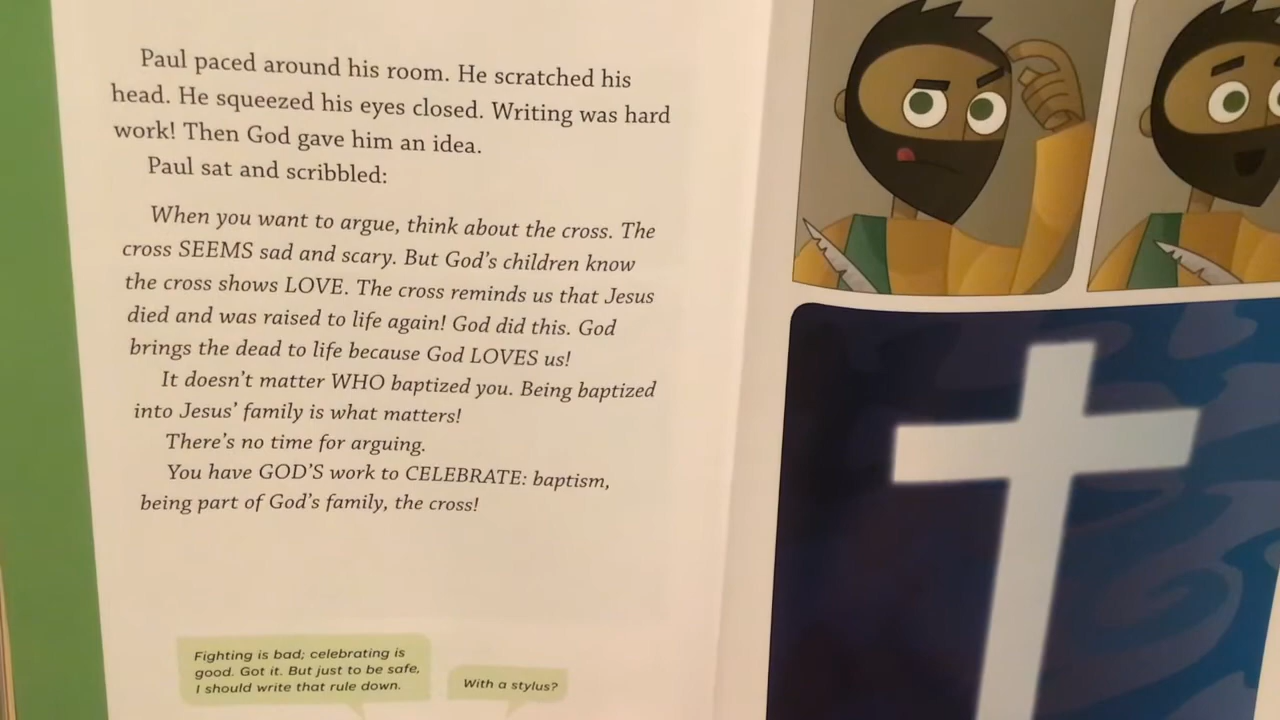 Paul paced around his room. He scratched his
head. He squeezed his eyes closed. Writing was hard
work! Then God gave him an idea.
Paul sat and scribbled:
When you want to argue, think about the cross. The
cross SEEMS sad and scary. But God's children know
the cross shows LOVE. The cross reminds us that Jesus
died and was raised to life again! God did this. God
brings the dead to life because God LOVES us!
It doesn't matter WHO baptized you. Being baptized
into Jesus' family is what matters!
There's no time for arguing.
You have GOD'S work to CELEBRATE: baptism,
being part of God's family, the cross!
Fighting is bad; celebrating is
good. Got it. But just to be safe,
I should write that rule down.
With a stylus?